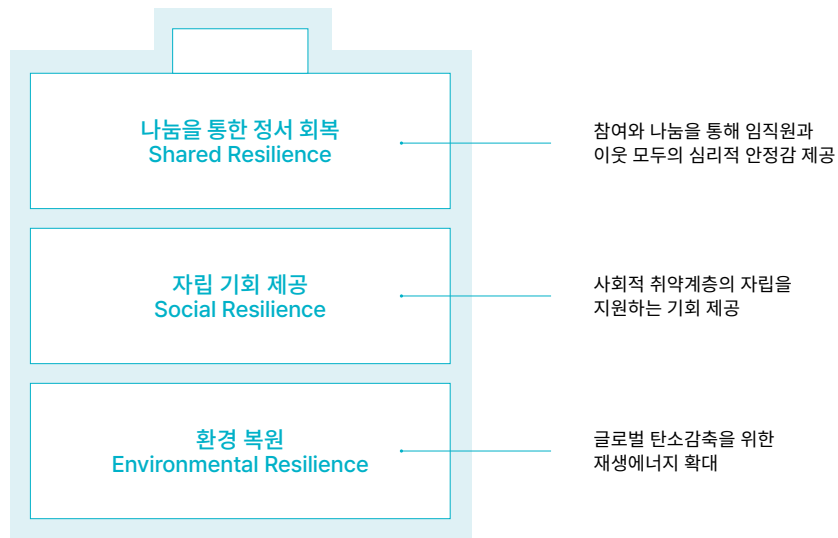 나눔을 통한 정서 회복
Shared Resilience
참여와 나눔을 통해 임직원과
이웃 모두의 심리적 안정감 제공
자립 기회 제공
Social Resilience
사회적 취약계층의 자립을
지원하는 기회 제공
환경 복원
Environmental Resilience
글로벌 탄소감축을 위한
재생에너지 확대